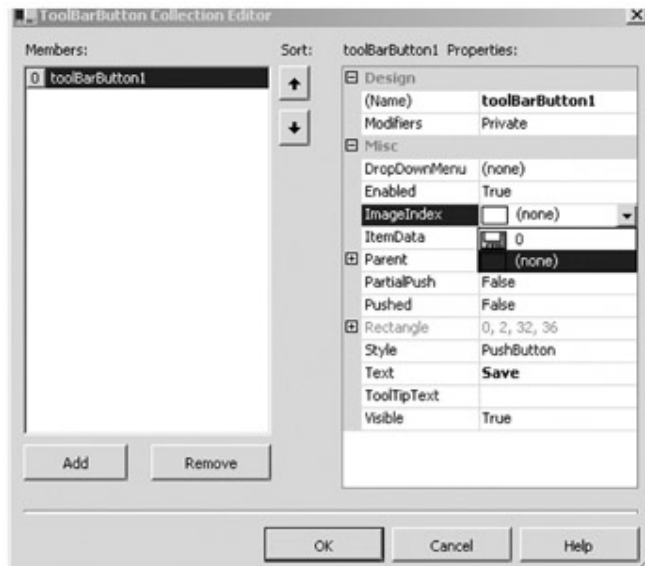 ToolBarButton Collection Editor
Members:
Sort:
toolBarButton1 Properties:
0 toolBarButton1
Design
(Name) toolBarButton1
Modifiers Private
Misc
DropDownMenu (none)
Enabled True
ImageIndex (none)
ItemData 0
Parent (none)
PartialPush False
Pushed False
Rectangle 0, 2, 32, 36
Style PushButton
Text Save
ToolTipText
Visible True
Add
Remove
OK
Cancel
Help